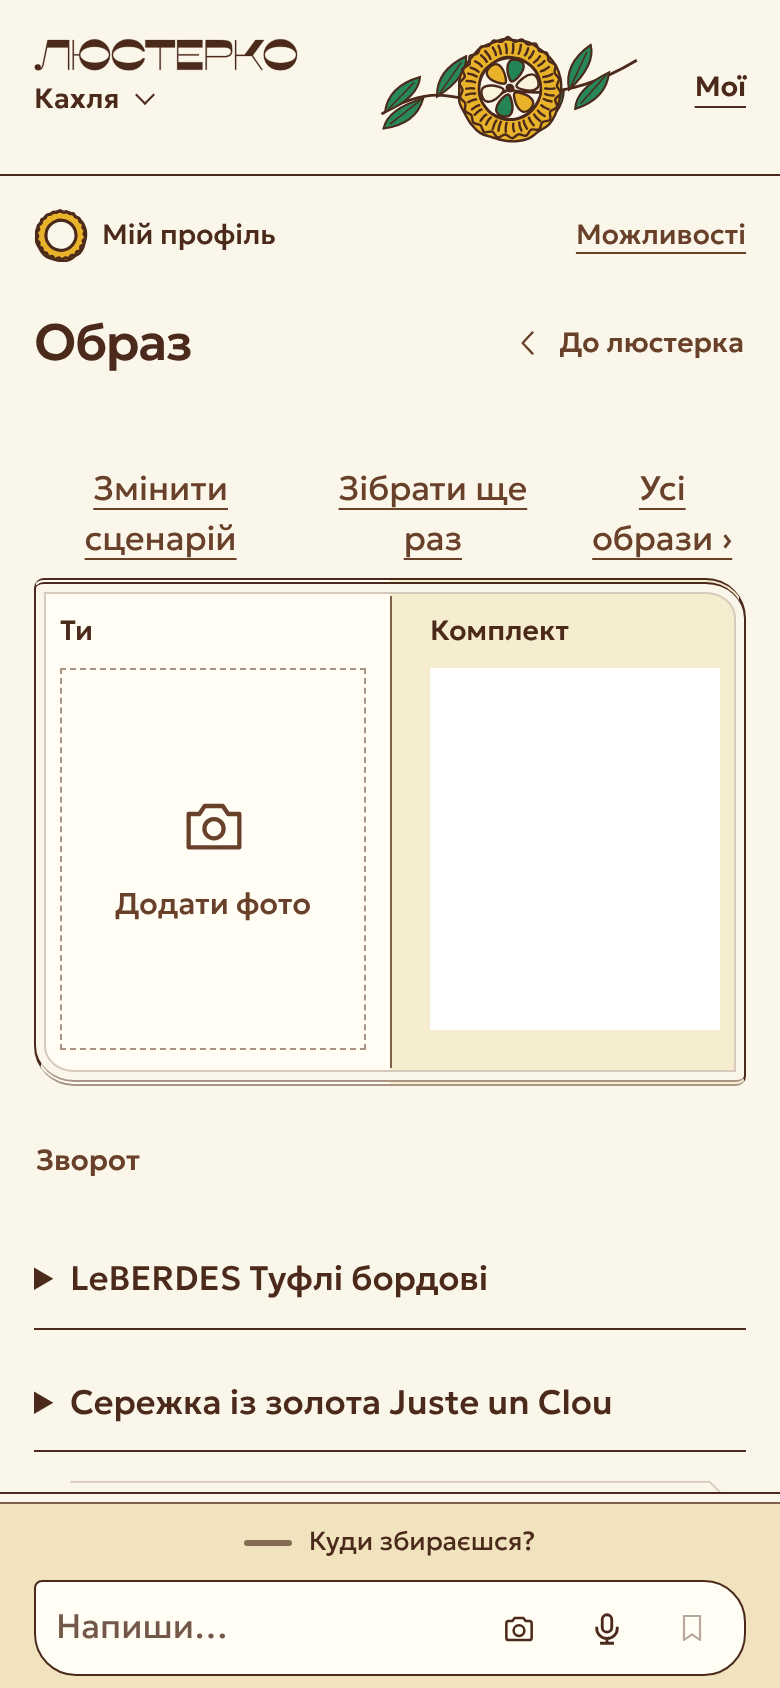 ЛЮСТЕРКО
Кахля
Мої
Мій профіль
Можливості
Образ
До люстерка
Змінити
сценарій
Зібрати ще
раз
Усі
образи ›
Ти
Комплект
Додати фото
Зворот
LeBERDES Туфлі бордові
Сережка із золота Juste un Clou
Куди збираєшся?
Напиши...